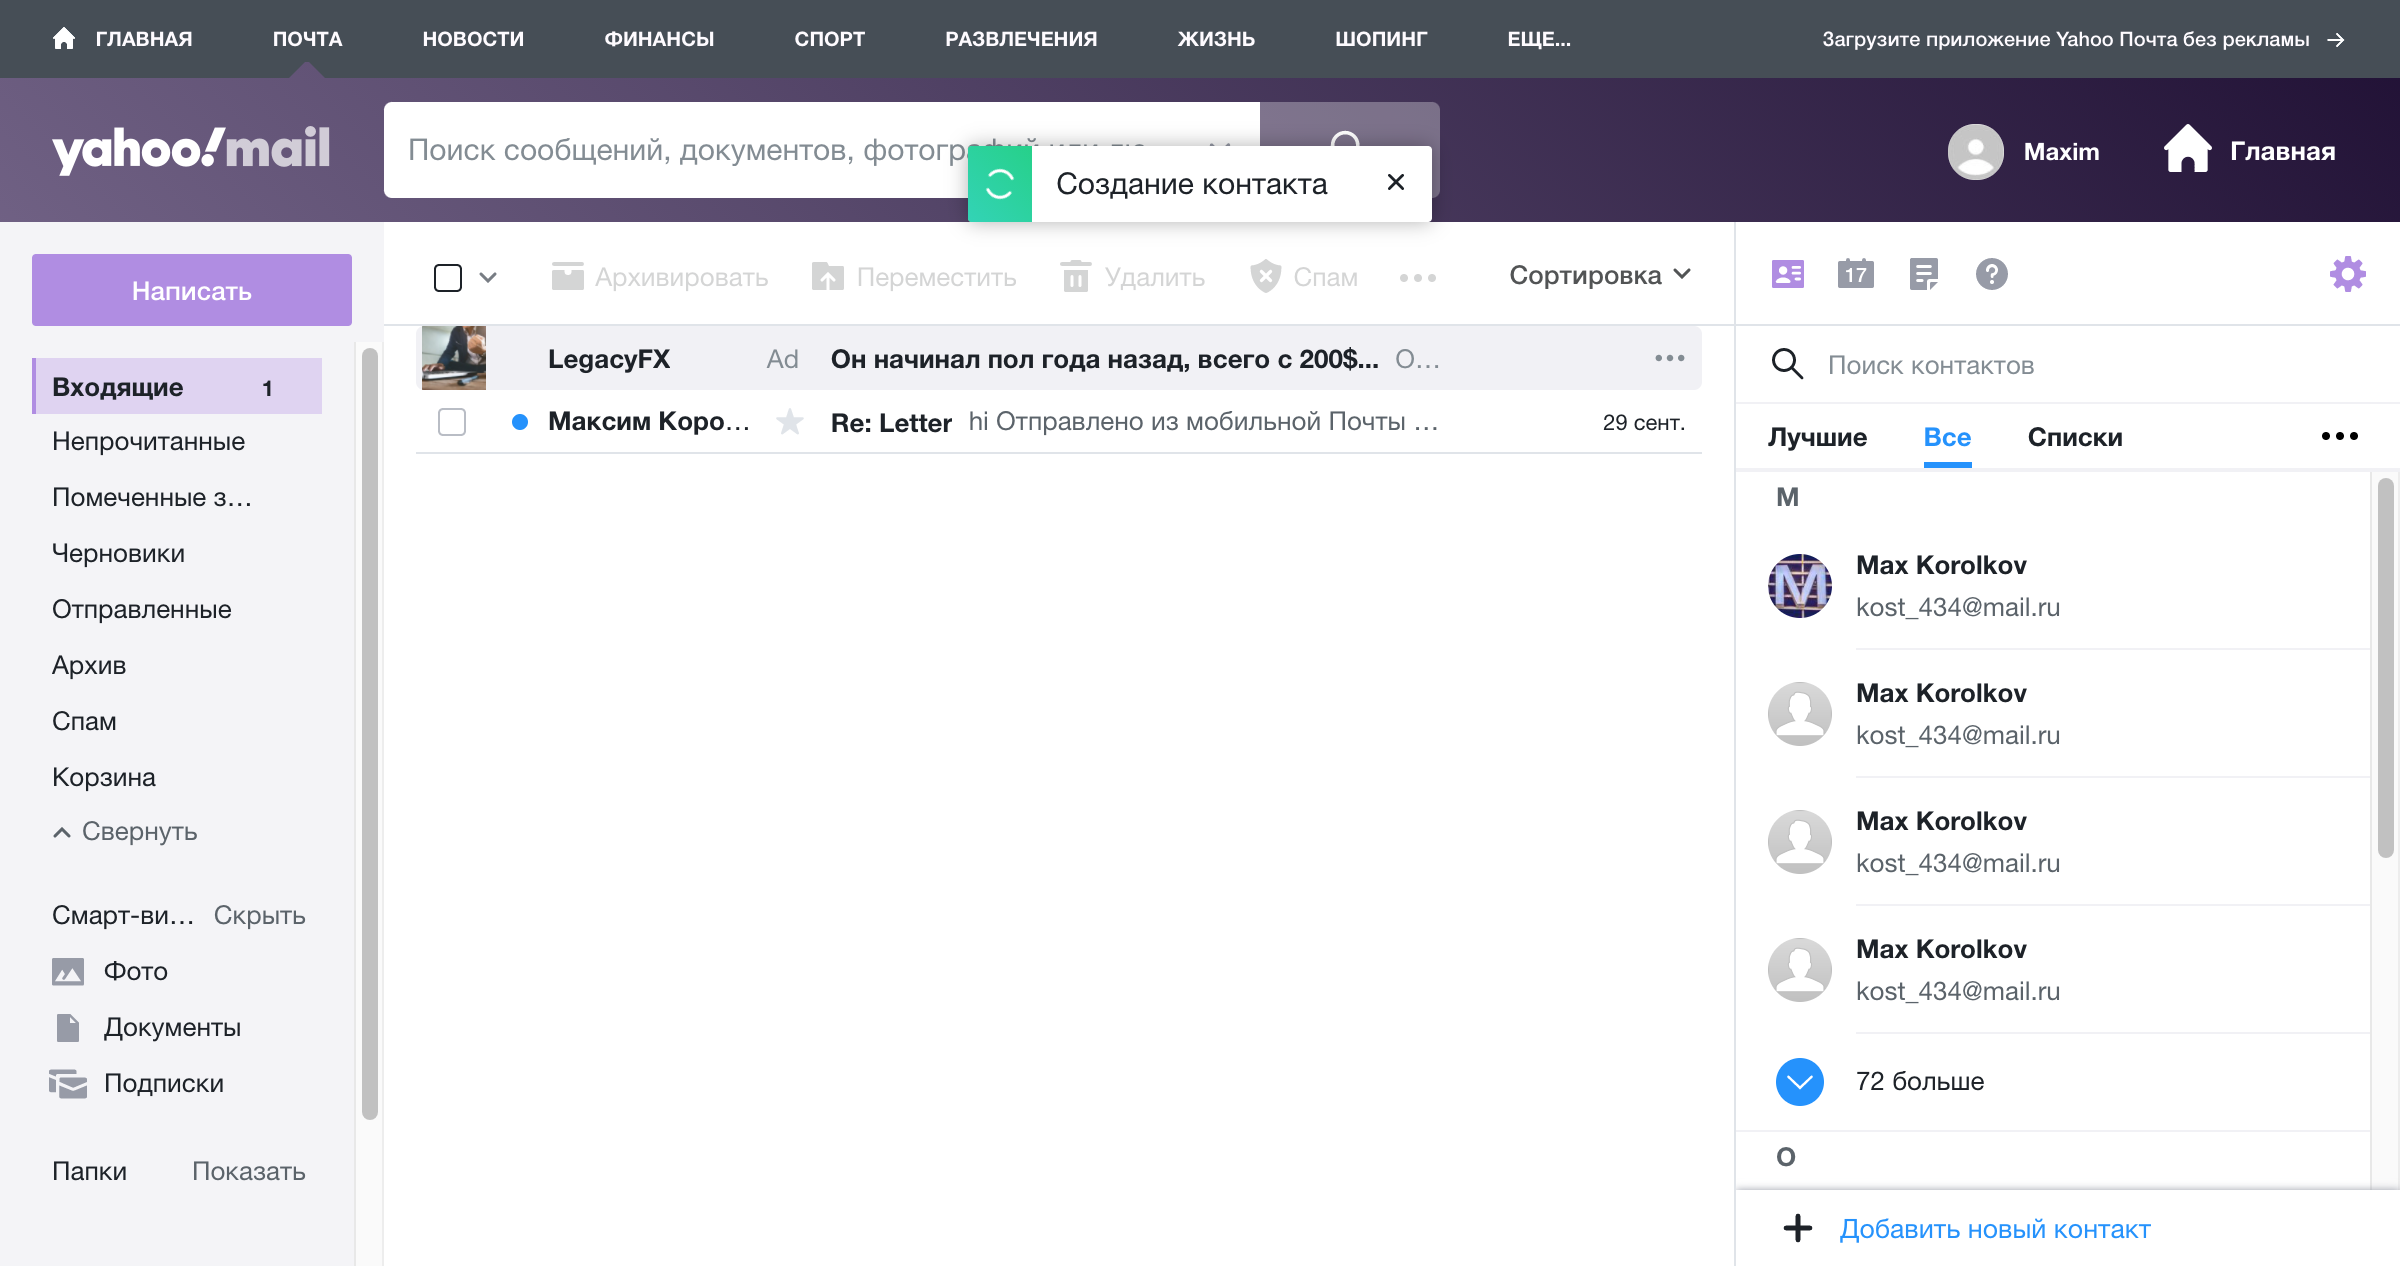 ГЛАВНАЯ ПОЧТА НОВОСТИ ФИНАНСЫ СПОРТ РАЗВЛЕЧЕНИЯ ЖИЗНЬ ШОПИНГ ЕЩЕ... Загрузите приложение Yahoo Почта без рекламы →
yahoo!mail
Поиск сообщений, документов,
Создание контакта
Maxim
Главная
Написать
Входящие 1
Непрочитанные
Помеченные з...
Черновики
Отправленные
Архив
Спам
Корзина
Свернуть
Смарт-ви... Скрыть
Фото
Документы
Подписки
Папки Показать
Архивировать Переместить Удалить Спам Сортировка
LegacyFX Ad Он начинал пол года назад, всего с 200$... О...
Максим Коро... Re: Letter hi Отправлено из мобильной Почты ... 29 сент.
17
Поиск контактов
Лучшие Все Списки
M
Max Korolkov
kost_434@mail.ru
Max Korolkov
kost_434@mail.ru
Max Korolkov
kost_434@mail.ru
Max Korolkov
kost_434@mail.ru
72 больше
O
Добавить новый контакт